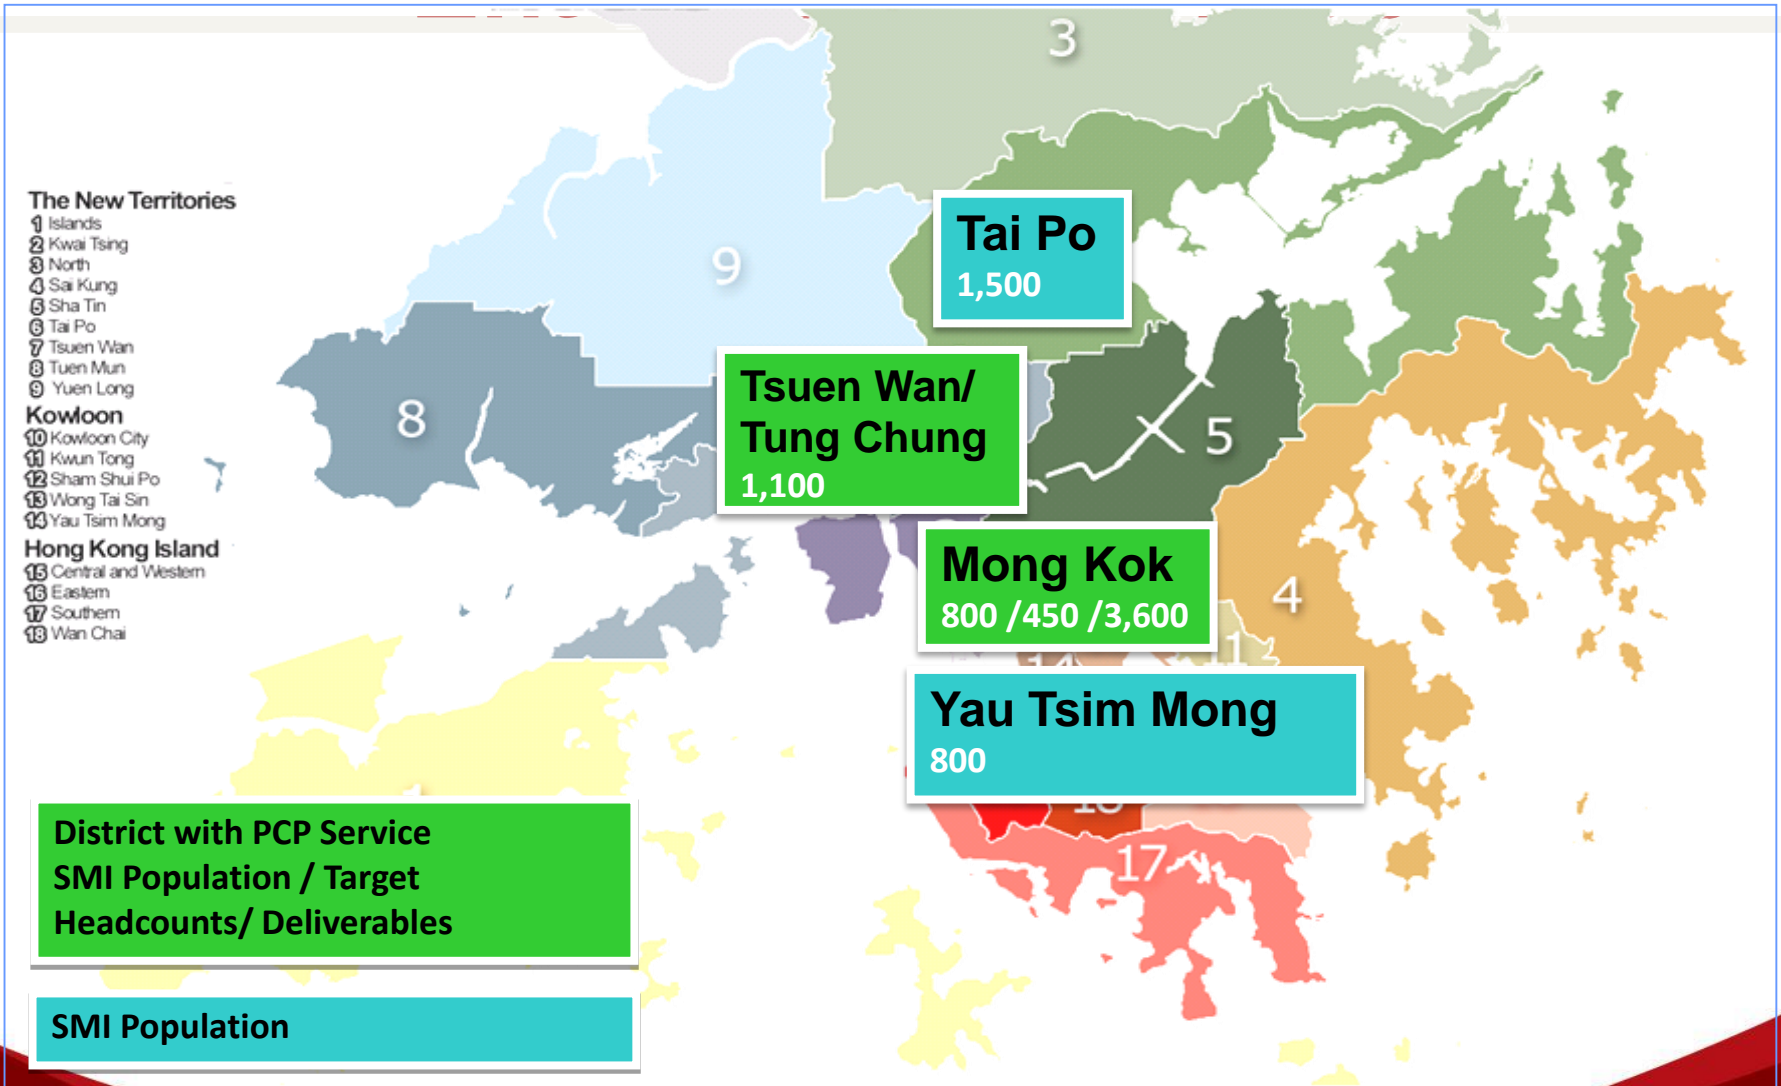 3
The New Territories
1 Islands
2 Kwai Tsing
3 North
4 Sai Kung
5 Sha Tin
6 Tai Po
7 Tsuen Wan
8 Tuen Mun
9 Yuen Long
Kowloon
10 Kowloon City
11 Kwun Tong
12 Sham Shui Po
13 Wong Tai Sin
14 Yau Tsim Mong
Hong Kong Island
15 Central and Western
16 Eastern
17 Southern
18 Wan Chai
9
Tai Po
1,500
8
Tsuen Wan/
Tung Chung
1,100
5
Mong Kok
800 /450 /3,600
4
11
14
Yau Tsim Mong
800
18
17
District with PCP Service
SMI Population / Target
Headcounts/ Deliverables
SMI Population